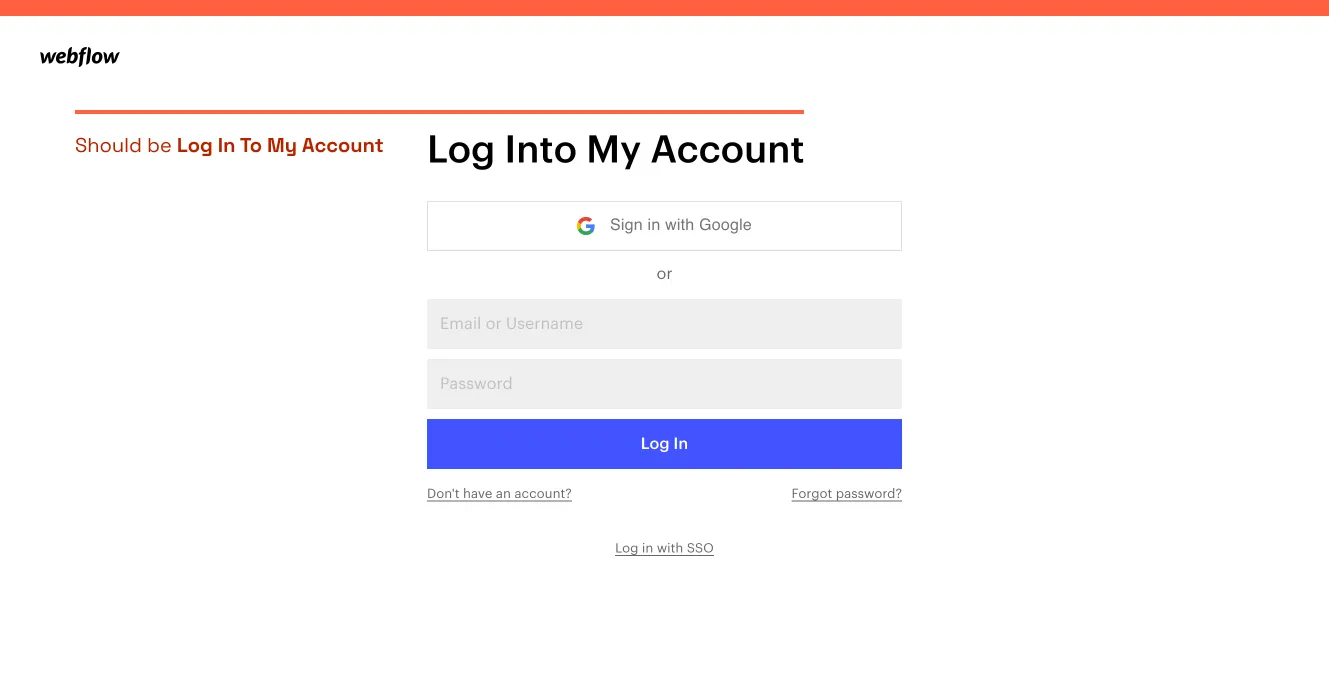 webflow
Should be Log In To My Account
Log Into My Account
Sign in with Google
or
Email or Username
Password
Log In
Don't have an account?
Forgot password?
Log in with SSO